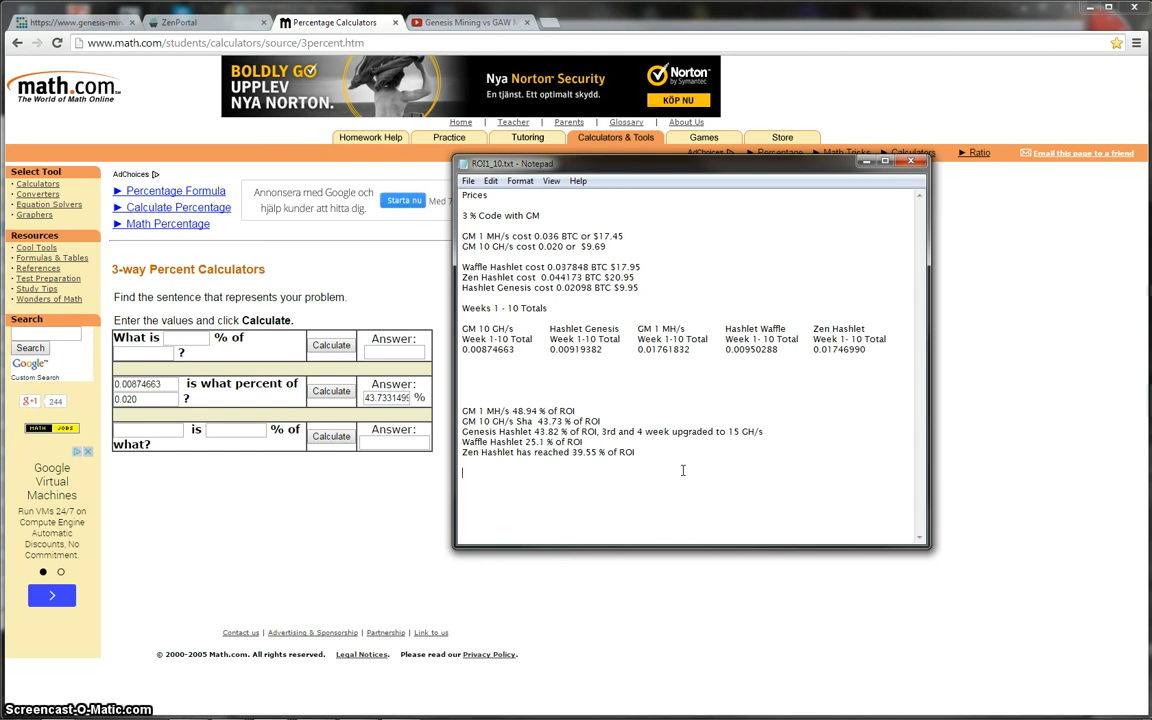 https://www.genesis-min
ZenPortal
Percentage Calculators
Genesis Mining vs GAW M
www.math.com/students/calculators/source/3percent.htm
math.com
The World of Math Online
BOLDLY GO
UPPLEV
NYA NORTON.
Nya Norton™ Security
En tjänst. Ett optimalt skydd.
Norton
by Symantec
KÖP NU
Home | Teacher | Parents | Glossary | About Us
Homework Help
Practice
Tutoring
Calculators & Tools
Games
Store
AdChoices ► Percentage ► Math Tricks ► Calculators ► Ratio
Email this page to a friend
Select Tool
Calculators
Converters
Equation Solvers
Graphers
Resources
Cool Tools
Formulas & Tables
References
Test Preparation
Study Tips
Wonders of Math
Search
Search
Google™
Custom Search
g+1 244
MATH JOBS
Google™
Virtual
Machines
Run VMs 24/7 on
Compute Engine
Automatic
Discounts, No
Commitment.
AdChoices
► Percentage Formula
► Calculate Percentage
► Math Percentage
Annonsera med Google och
hjälp kunder att hitta dig.
Starta nu
Med 7
3-way Percent Calculators
Find the sentence that represents your problem.
Enter the values and click Calculate.
What is % of
?
Calculate
Answer:
0.00874663 is what percent of
0.020 ?
Calculate
Answer:
43.7331499 %
is % of
what?
Calculate
Answer:
Contact us | Advertising & Sponsorship | Partnership | Link to us
© 2000-2005 Math.com. All rights reserved. Legal Notices. Please read our Privacy Policy.
ROI1_10.txt - Notepad
File Edit Format View Help
Prices
3 % Code with GM
GM 1 MH/s cost 0.036 BTC or $17.45
GM 10 GH/s cost 0.020 or $9.69
Waffle Hashlet cost 0.037848 BTC $17.95
Zen Hashlet cost 0.044173 BTC $20.95
Hashlet Genesis cost 0.02098 BTC $9.95
Weeks 1 - 10 Totals
GM 10 GH/s Hashlet Genesis GM 1 MH/s Hashlet Waffle Zen Hashlet
Week 1-10 Total Week 1-10 Total Week 1-10 Total Week 1- 10 Total Week 1- 10 Total
0.00874663 0.00919382 0.01761832 0.00950288 0.01746990
GM 1 MH/s 48.94 % of ROI
GM 10 GH/s Sha 43.73 % of ROI
Genesis Hashlet 43.82 % of ROI, 3rd and 4 week upgraded to 15 GH/s
Waffle Hashlet 25.1 % of ROI
Zen Hashlet has reached 39.55 % of ROI
Screencast-O-Matic.com